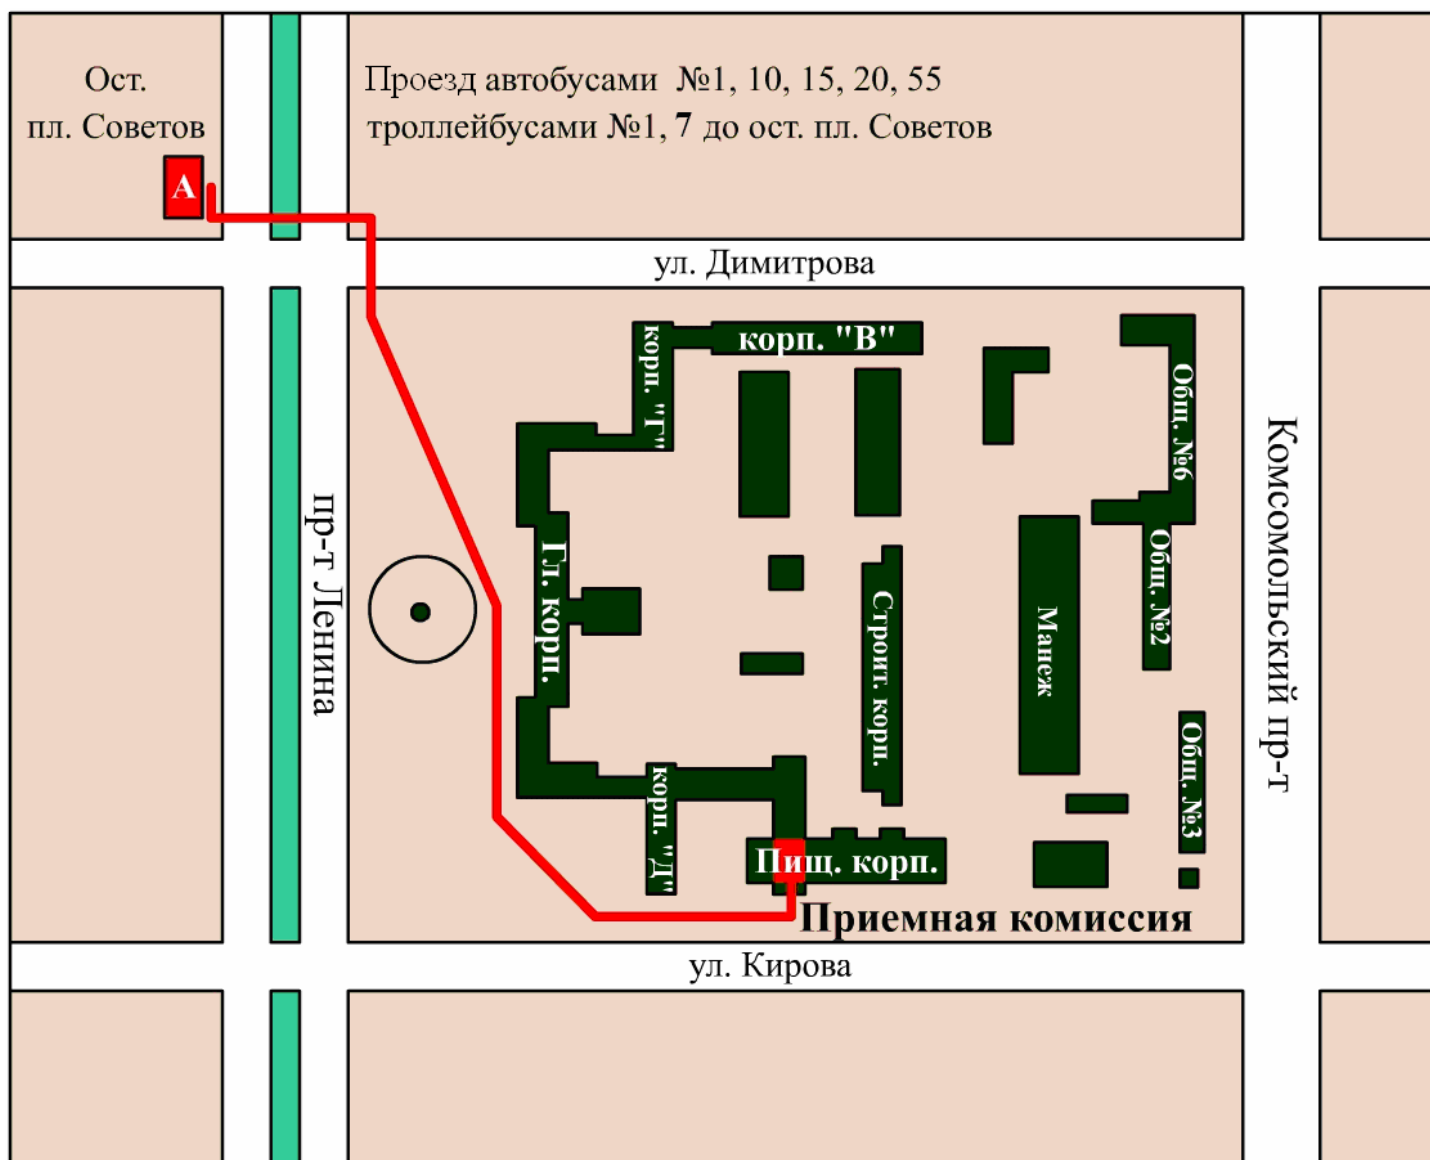 Ост.
пл. Советов
А
Проезд автобусами №1, 10, 15, 20, 55
троллейбусами №1, 7 до ост. пл. Советов
ул. Димитрова
корп. "В"
корп. "Г"
Общ. №6
Гл. корп.
пр-т Ленина
Строит. корп.
Манеж
Общ. №2
Комсомольский пр-т
Общ. №3
корп. "Д"
Пищ. корп.
Приемная комиссия
ул. Кирова